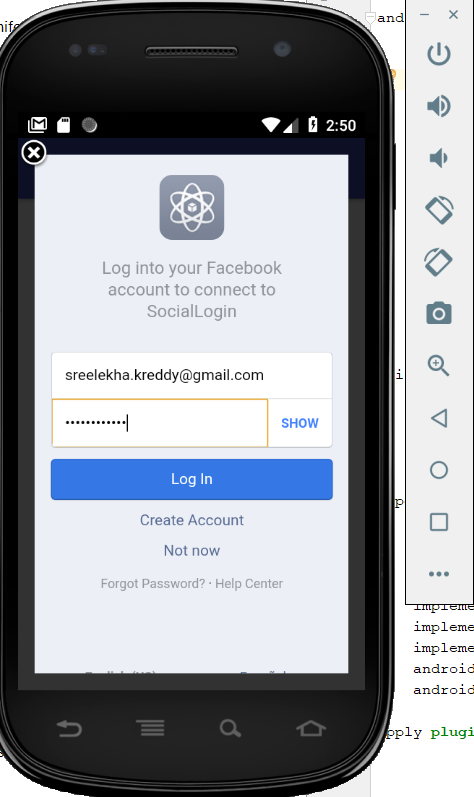 and
2:50
Log into your Facebook
account to connect to
SocialLogin
sreelekha.kreddy@gmail.com
••••••••••••
SHOW
Log In
Create Account
Not now
Forgot Password? · Help Center
impleme
impleme
impleme
android
android
pply plugi